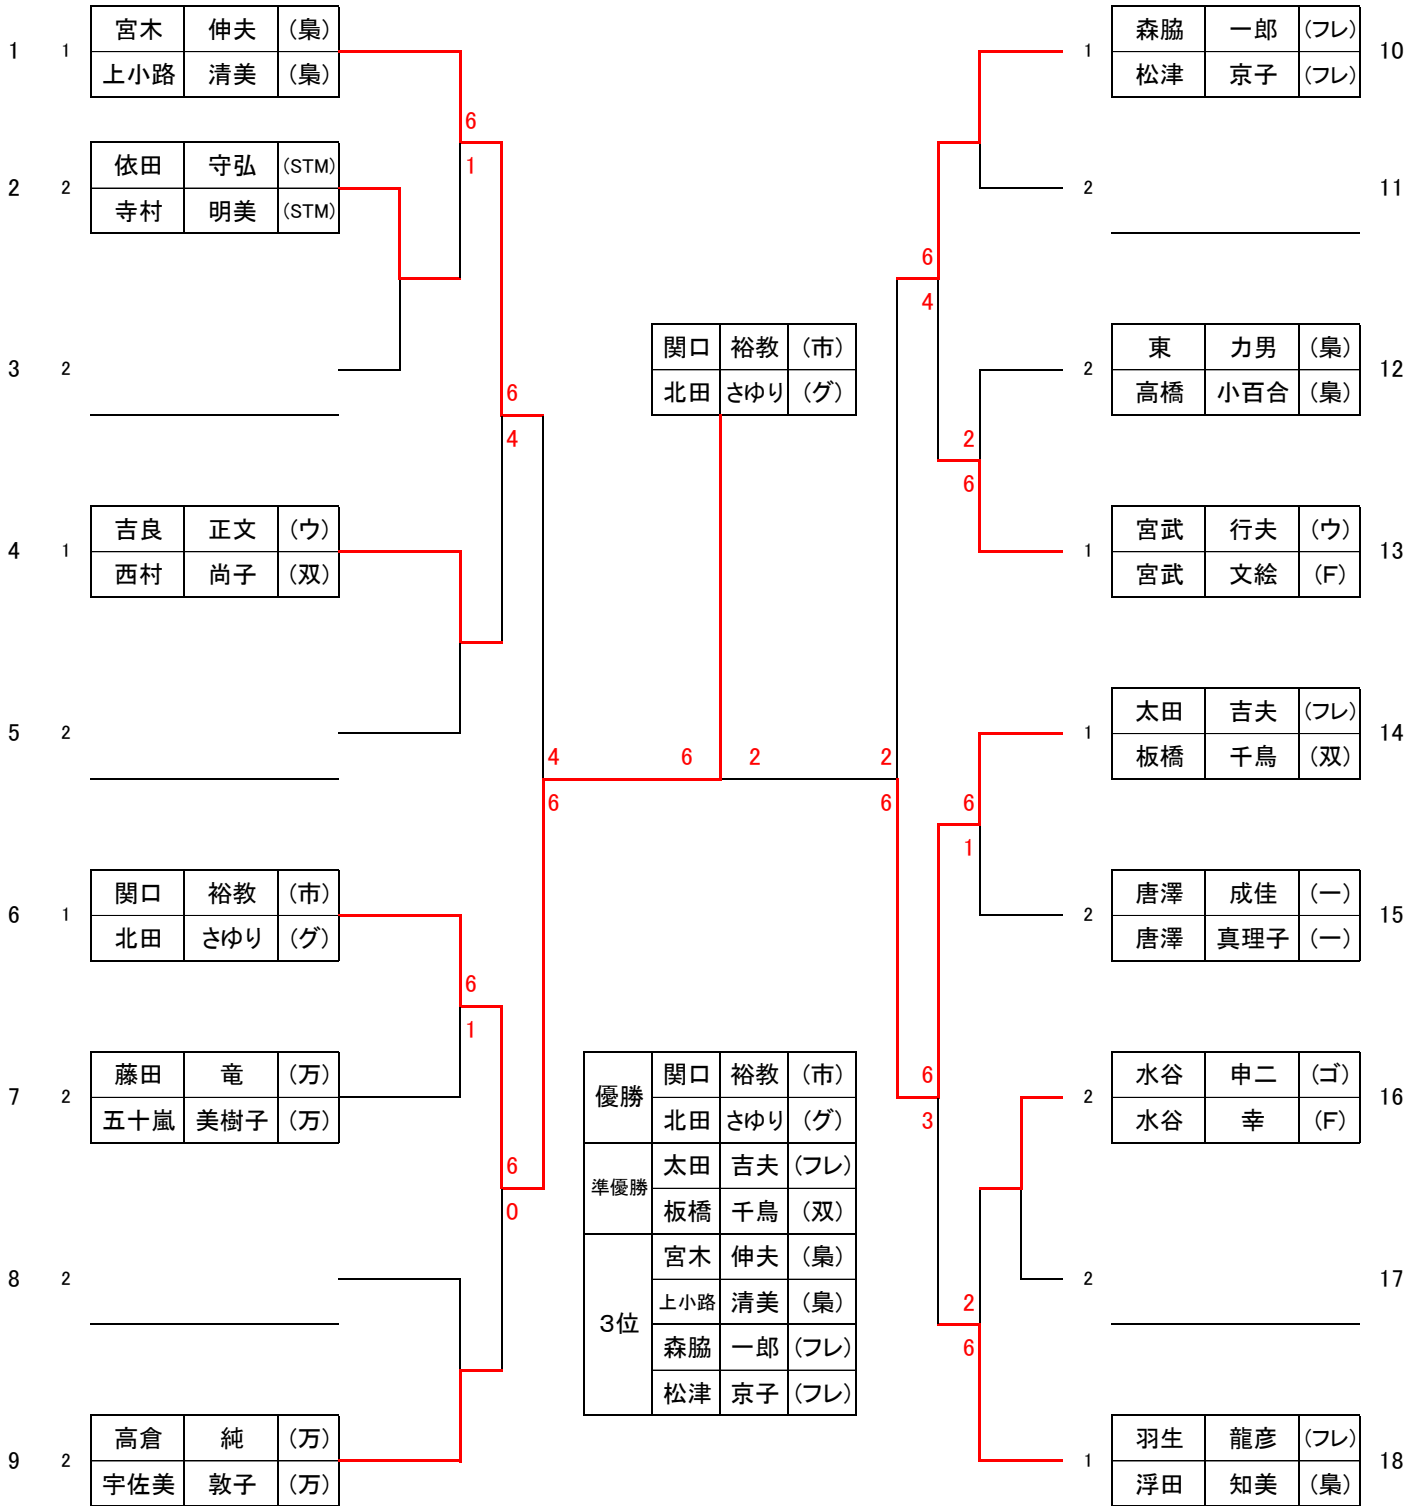 1 1 宮木 伸夫 (梟)
上小路 清美 (梟)
6
1
2 2 依田 守弘 (STM)
寺村 明美 (STM)
3 2
6
4
4 1 吉良 正文 (ウ)
西村 尚子 (双)
5 2
4
6
6 1 関口 裕教 (市)
北田 さゆり (グ)
6
1
7 2 藤田 竜 (万)
五十嵐 美樹子 (万)
6
0
8 2
9 2 高倉 純 (万)
宇佐美 敦子 (万)
関口 裕教 (市)
北田 さゆり (グ)
6 2
優勝 関口 裕教 (市)
北田 さゆり (グ)
準優勝 太田 吉夫 (フレ)
板橋 千鳥 (双)
3位 宮木 伸夫 (梟)
上小路 清美 (梟)
森脇 一郎 (フレ)
松津 京子 (フレ)
1 森脇 一郎 (フレ) 10
松津 京子 (フレ)
2 11
6
4
2 東 力男 (梟) 12
高橋 小百合 (梟)
2
6
1 宮武 行夫 (ウ) 13
宮武 文絵 (F)
2
6
1 太田 吉夫 (フレ) 14
板橋 千鳥 (双)
6
1
2 唐澤 成佳 (一) 15
唐澤 真理子 (一)
6
3
2 水谷 申二 (ゴ) 16
水谷 幸 (F)
2 17
2
6
1 羽生 龍彦 (フレ) 18
浮田 知美 (梟)